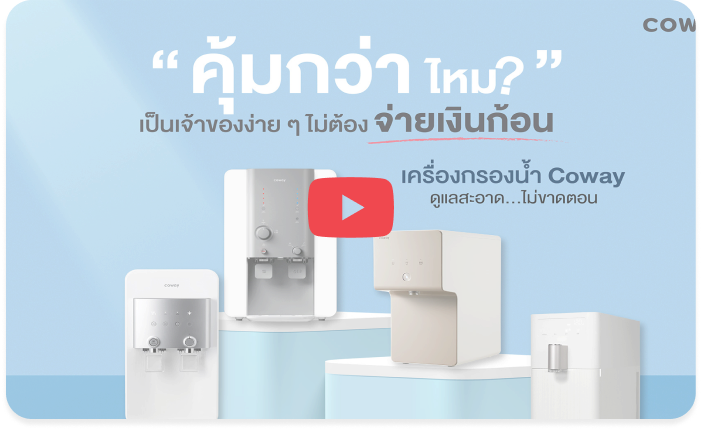 COW
“ คุ้มกว่า ไหม? ”
เป็นเจ้าของง่าย ๆ ไม่ต้อง จ่ายเงินก้อน
เครื่องกรองน้ำ Coway
ดูแลสะอาด...ไม่ขาดตอน
COWAY